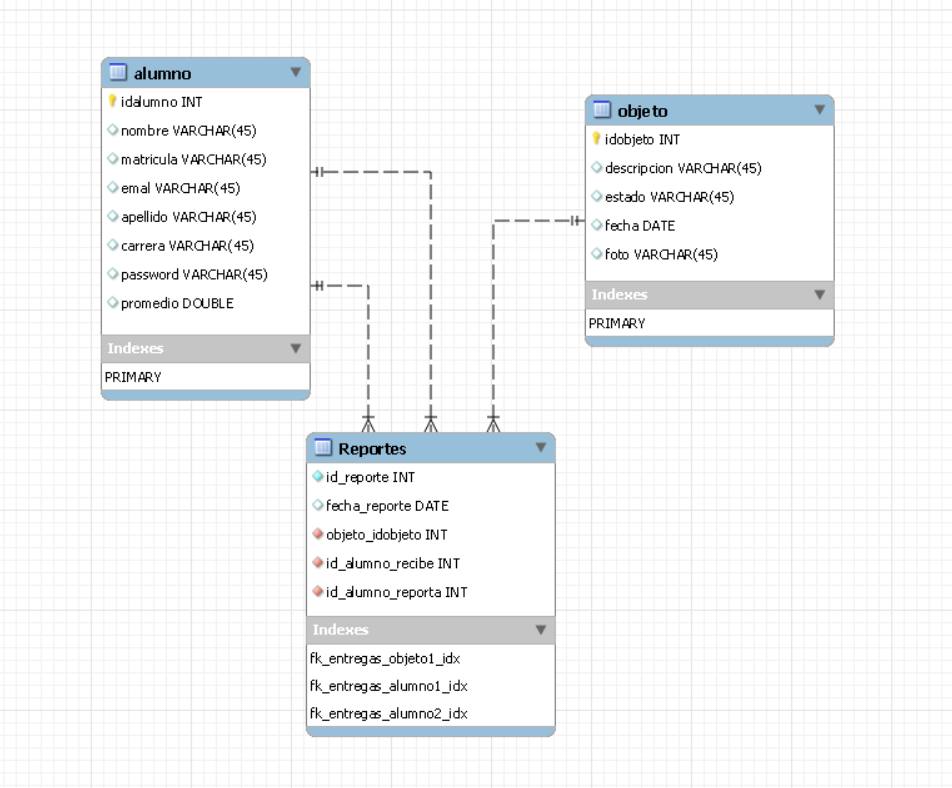 alumno
idalumno INT
nombre VARCHAR(45)
matricula VARCHAR(45)
emal VARCHAR(45)
apellido VARCHAR(45)
carrera VARCHAR(45)
password VARCHAR(45)
promedio DOUBLE
Indexes
PRIMARY
objeto
idobjeto INT
descripcion VARCHAR(45)
estado VARCHAR(45)
fecha DATE
foto VARCHAR(45)
Indexes
PRIMARY
Reportes
id_reporte INT
fecha_reporte DATE
objeto_idobjeto INT
id_alumno_recibe INT
id_alumno_reporta INT
Indexes
fk_entregas_objeto1_idx
fk_entregas_alumno1_idx
fk_entregas_alumno2_idx